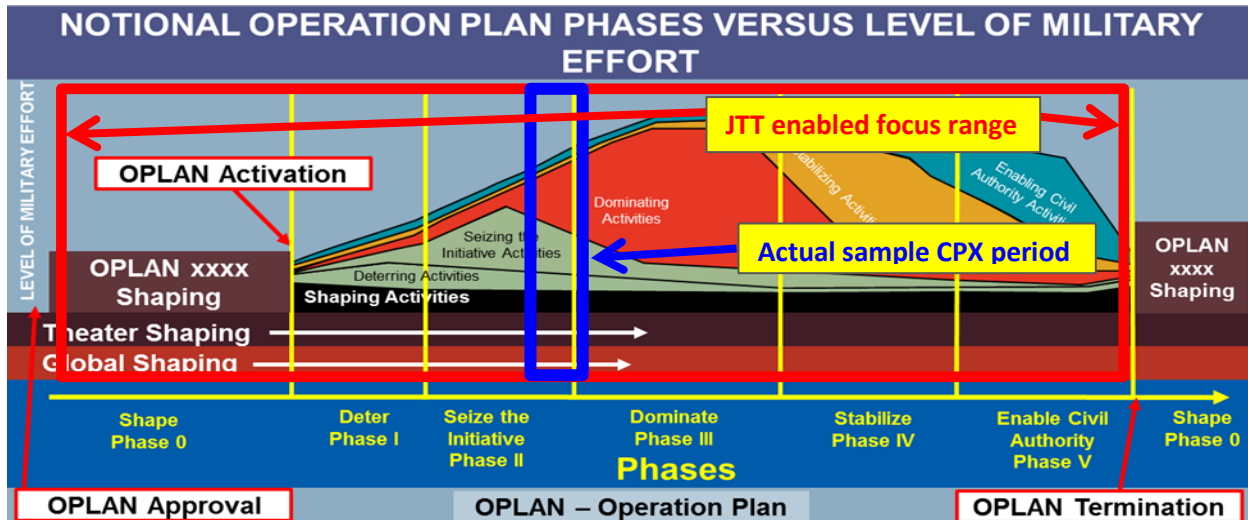 NOTIONAL OPERATION PLAN PHASES VERSUS LEVEL OF MILITARY
EFFORT
LEVEL OF MILITARY EFFORT
JTT enabled focus range
OPLAN Activation
Stabilizing Activities
Enabling Civil
Authority Activities
Dominating
Activities
Seizing the
Initiative Activities
Actual sample CPX period
OPLAN xxxx
Shaping
Deterring Activities
Shaping Activities
OPLAN
xxxx
Shaping
Theater Shaping
Global Shaping
Shape
Phase 0
Deter
Phase I
Seize the
Initiative
Phase II
Dominate
Phase III
Stabilize
Phase IV
Enable Civil
Authority
Phase V
Shape
Phase 0
Phases
OPLAN Approval
OPLAN – Operation Plan
OPLAN Termination